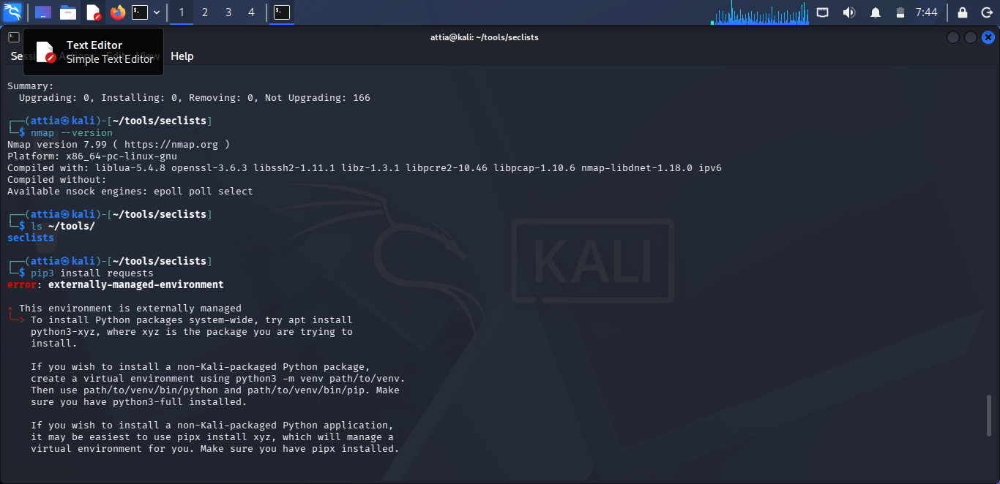 1 2 3 4 7:44
attia@kali: ~/tools/seclists
Text Editor
Simple Text Editor
Session Actions Edit View Help
Summary:
Upgrading: 0, Installing: 0, Removing: 0, Not Upgrading: 166
┌──(attia㉿kali)-[~/tools/seclists]
└─$ nmap --version
Nmap version 7.99 ( https://nmap.org )
Platform: x86_64-pc-linux-gnu
Compiled with: liblua-5.4.8 openssl-3.6.3 libssh2-1.11.1 libz-1.3.1 libpcre2-10.46 libpcap-1.10.6 nmap-libdnet-1.18.0 ipv6
Compiled without:
Available nsock engines: epoll poll select
┌──(attia㉿kali)-[~/tools/seclists]
└─$ ls ~/tools/
seclists
┌──(attia㉿kali)-[~/tools/seclists]
└─$ pip3 install requests
error: externally-managed-environment
× This environment is externally managed
╰─> To install Python packages system-wide, try apt install
python3-xyz, where xyz is the package you are trying to
install.
If you wish to install a non-Kali-packaged Python package,
create a virtual environment using python3 -m venv path/to/venv.
Then use path/to/venv/bin/python and path/to/venv/bin/pip. Make
sure you have python3-full installed.
If you wish to install a non-Kali-packaged Python application,
it may be easiest to use pipx install xyz, which will manage a
virtual environment for you. Make sure you have pipx installed.
KALI